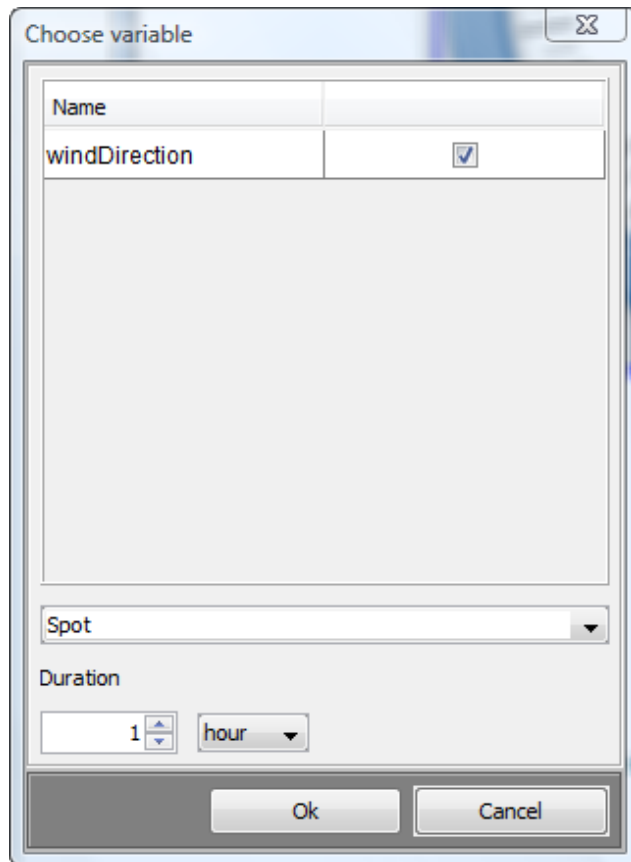 Choose variable
Name
windDirection
Spot
Duration
1 hour
Ok Cancel